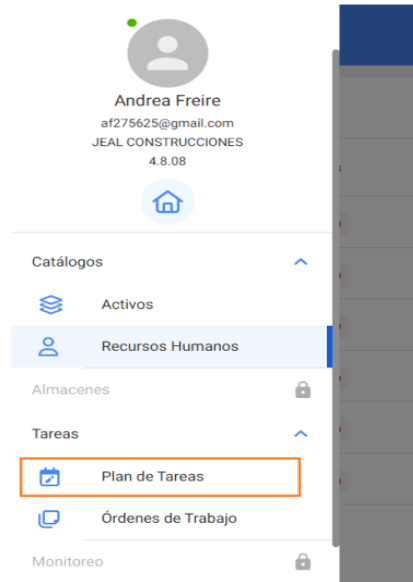 Andrea Freire
af275625@gmail.com
JEAL CONSTRUCCIONES
4.8.08
Catálogos
Activos
Recursos Humanos
Almacenes
Tareas
Plan de Tareas
Órdenes de Trabajo
Monitoreo